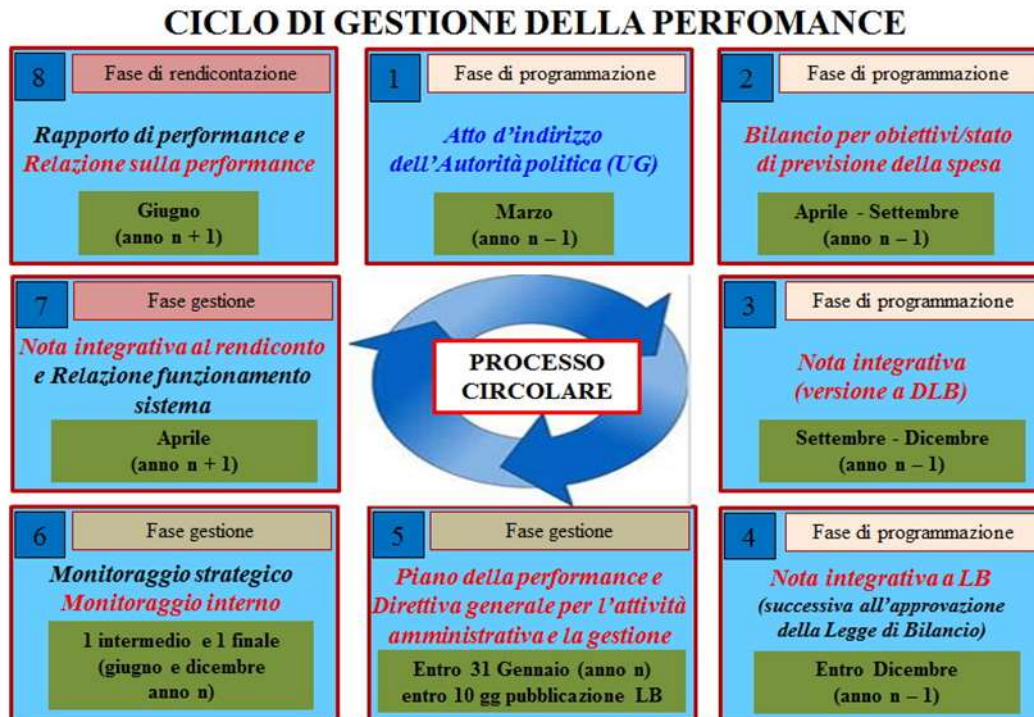 CICLO DI GESTIONE DELLA PERFOMANCE
8
Fase di rendicontazione
Rapporto di performance e
Relazione sulla performance
Giugno
(anno n + 1)
1
Fase di programmazione
Atto d'indirizzo
dell'Autorità politica (UG)
Marzo
(anno n – 1)
2
Fase di programmazione
Bilancio per obiettivi/stato
di previsione della spesa
Aprile - Settembre
(anno n – 1)
7
Fase gestione
Nota integrativa al rendiconto
e Relazione funzionamento
sistema
Aprile
(anno n + 1)
PROCESSO
CIRCOLARE
3
Fase di programmazione
Nota integrativa
(versione a DLB)
Settembre - Dicembre
(anno n – 1)
6
Fase gestione
Monitoraggio strategico
Monitoraggio interno
1 intermedio e 1 finale
(giugno e dicembre
anno n)
5
Fase gestione
Piano della performance e
Direttiva generale per l'attività
amministrativa e la gestione
Entro 31 Gennaio (anno n)
entro 10 gg pubblicazione LB
4
Fase di programmazione
Nota integrativa a LB
(successiva all'approvazione
della Legge di Bilancio)
Entro Dicembre
(anno n – 1)